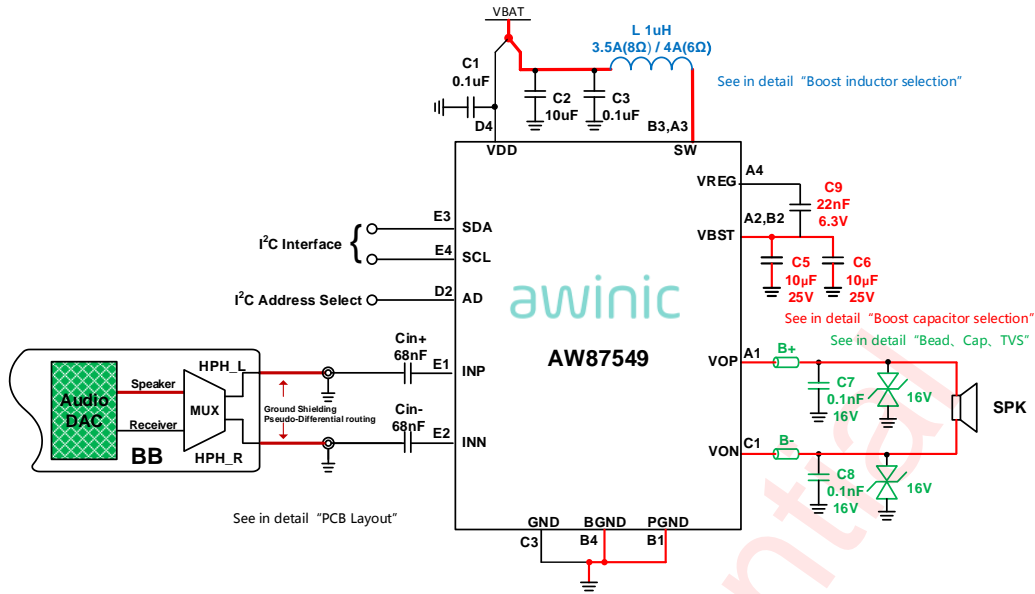 VBAT
L 1uH
3.5A(8Ω) / 4A(6Ω)
See in detail “Boost inductor selection”
C1
0.1uF
C2
10uF
C3
0.1uF
D4
B3,A3
VDD
SW
VREG
A4
C9
22nF
6.3V
A2,B2
VBST
C5
10μF
25V
C6
10μF
25V
See in detail “Boost capacitor selection”
See in detail “Bead、Cap、TVS”
I²C Interface
{
E3
SDA
E4
SCL
I²C Address Select
D2
AD
awinic
AW87549
VOP
A1
B+
C7
0.1nF
16V
16V
SPK
VON
C1
B-
C8
0.1nF
16V
16V
Audio
DAC
Speaker
Receiver
MUX
BB
HPH_L
HPH_R
Ground Shielding
Pseudo-Differential routing
Cin+
68nF
E1
INP
Cin-
68nF
E2
INN
See in detail “PCB Layout”
GND
BGND
PGND
C3
B4
B1
ntial